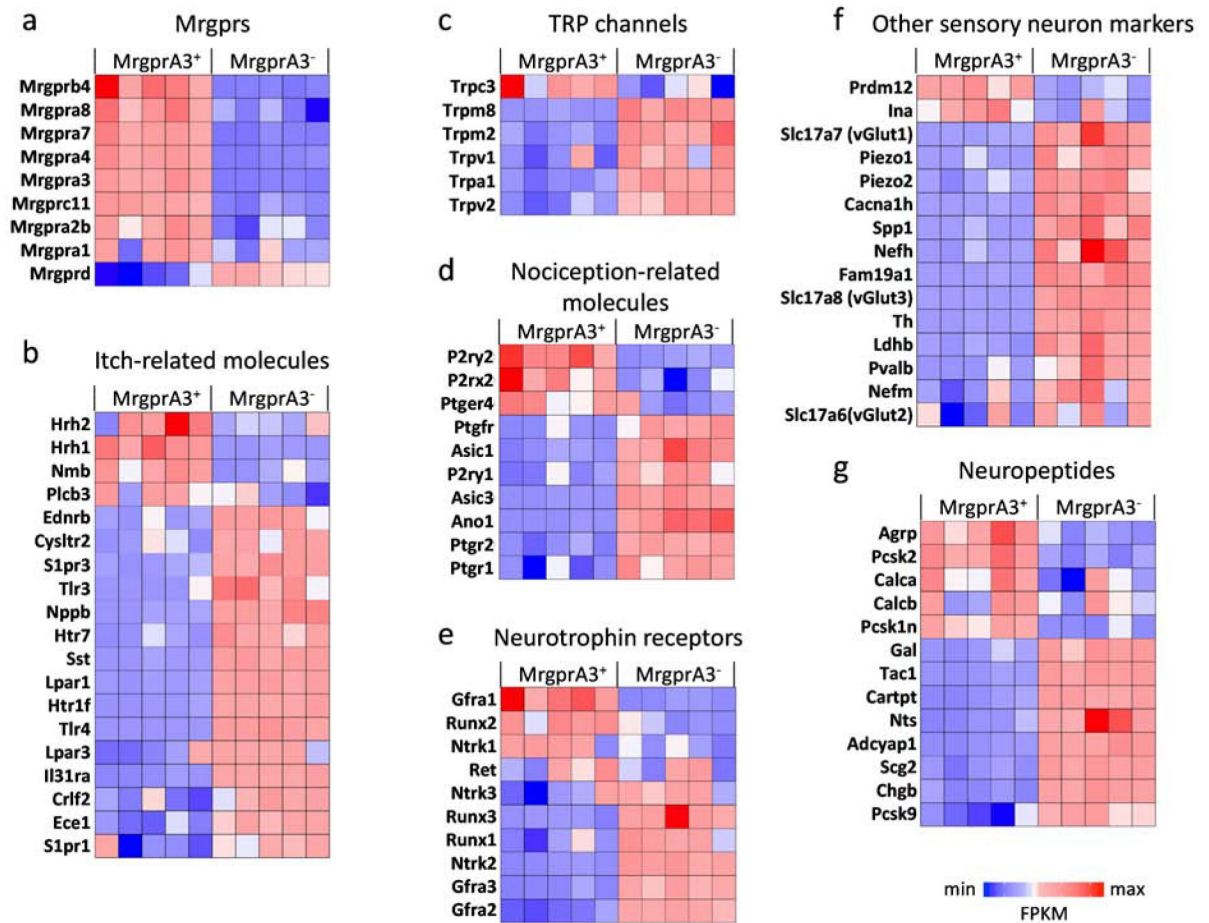 a Mrgprs
MrgprA3⁺ MrgprA3⁻
Mrgprb4
Mrgpra8
Mrgpra7
Mrgpra4
Mrgpra3
Mrgprc11
Mrgpra2b
Mrgpra1
Mrgprd
b Itch-related molecules
MrgprA3⁺ MrgprA3⁻
Hrh2
Hrh1
Nmb
Plcb3
Ednrb
Cysltr2
S1pr3
Tlr3
Nppb
Htr7
Sst
Lpar1
Htr1f
Tlr4
Lpar3
Il31ra
Crlf2
Ece1
S1pr1
c TRP channels
MrgprA3⁺ MrgprA3⁻
Trpc3
Trpm8
Trpm2
Trpv1
Trpa1
Trpv2
d Nociception-related
molecules
MrgprA3⁺ MrgprA3⁻
P2ry2
P2rx2
Ptger4
Ptgfr
Asic1
P2ry1
Asic3
Ano1
Ptgr2
Ptgr1
e Neurotrophin receptors
MrgprA3⁺ MrgprA3⁻
Gfra1
Runx2
Ntrk1
Ret
Ntrk3
Runx3
Runx1
Ntrk2
Gfra3
Gfra2
f Other sensory neuron markers
MrgprA3⁺ MrgprA3⁻
Prdm12
Ina
Slc17a7 (vGlut1)
Piezo1
Piezo2
Cacna1h
Spp1
Nefh
Fam19a1
Slc17a8 (vGlut3)
Th
Ldhb
Pvalb
Nefm
Slc17a6(vGlut2)
g Neuropeptides
MrgprA3⁺ MrgprA3⁻
Agrp
Pcsk2
Calca
Calcb
Pcsk1n
Gal
Tac1
Cartpt
Nts
Adcyap1
Scg2
Chgb
Pcsk9
min max
FPKM